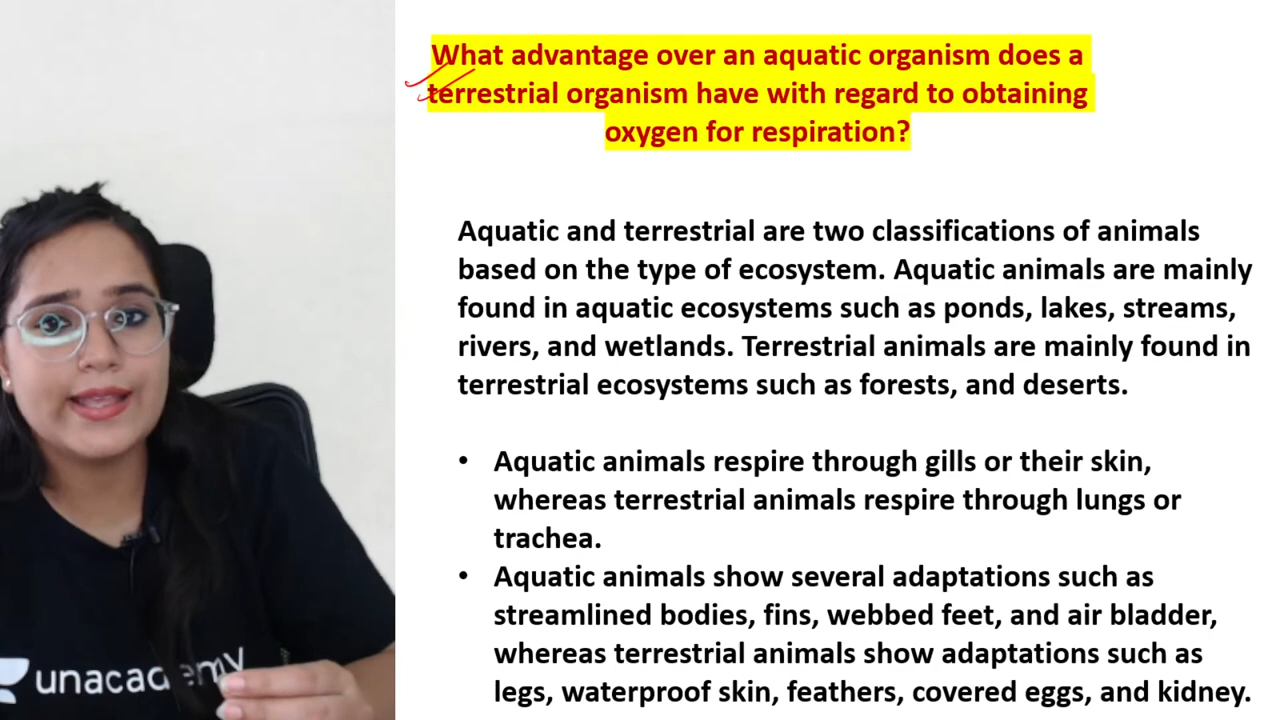 What advantage over an aquatic organism does a
terrestrial organism have with regard to obtaining
oxygen for respiration?
Aquatic and terrestrial are two classifications of animals
based on the type of ecosystem. Aquatic animals are mainly
found in aquatic ecosystems such as ponds, lakes, streams,
rivers, and wetlands. Terrestrial animals are mainly found in
terrestrial ecosystems such as forests, and deserts.
• Aquatic animals respire through gills or their skin,
whereas terrestrial animals respire through lungs or
trachea.
• Aquatic animals show several adaptations such as
streamlined bodies, fins, webbed feet, and air bladder,
whereas terrestrial animals show adaptations such as
legs, waterproof skin, feathers, covered eggs, and kidney.
unacademy